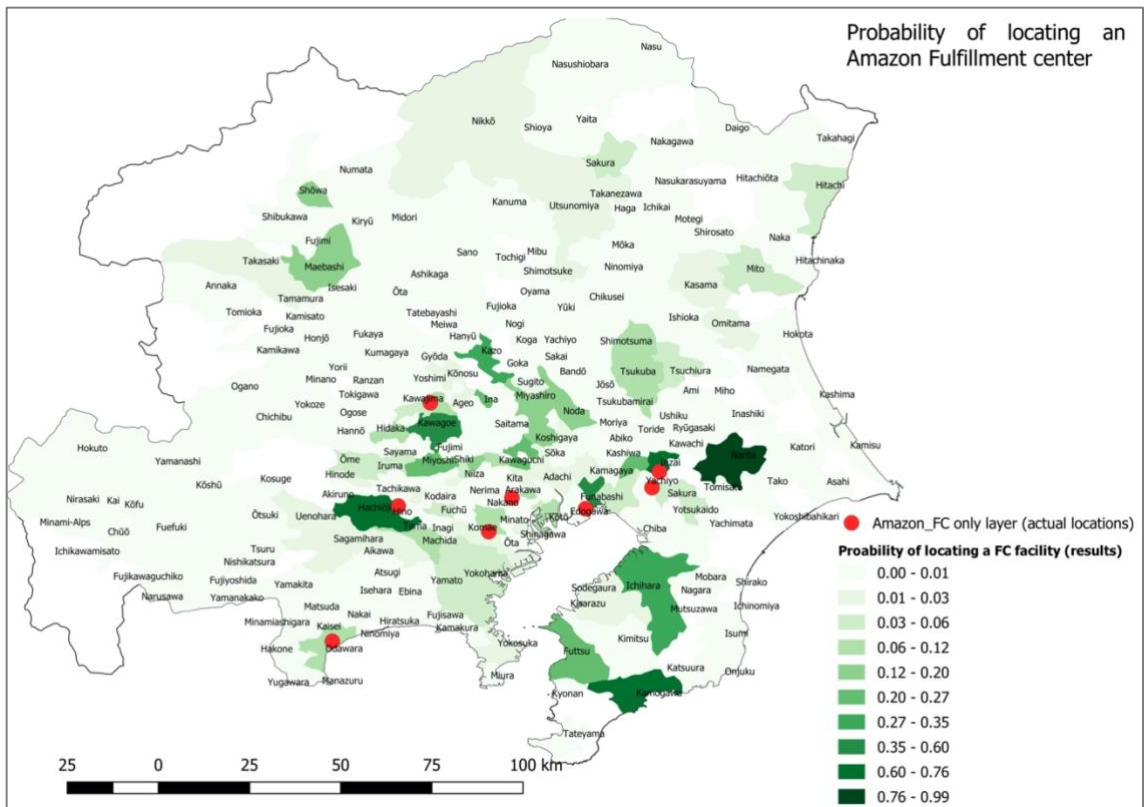 Probability of locating an
Amazon Fulfillment center
Nasu
Nasushiobara
Nikkō
Shioya
Yaita
Nakagawa
Daigo
Takahagi
Numata
Sakura
Nasukarasuyama
Hitachiōta
Hitachi
Shōwa
Kanuma
Utsunomiya
Takanezawa
Haga
Ichikai
Motegi
Shirosato
Shibukawa
Kiryū
Midori
Naka
Fujimi
Sano
Tochigi
Mibu
Mōka
Hitachinaka
Takasaki
Maebashi
Shimotsuke
Ninomiya
Mito
Annaka
Isesaki
Ashikaga
Kasama
Tamamura
Ōta
Oyama
Chikusei
Tomioka
Kamisato
Tatebayashi
Fujioka
Yūki
Ishioka
Omitama
Hokota
Fujioka
Honjō
Fukaya
Meiwa
Hanyū
Nogi
Koga
Yachiyo
Shimotsuma
Kamikawa
Kumagaya
Gyōda
Kazo
Goka
Sakai
Yorii
Kōnosu
Sugito
Bandō
Jōsō
Tsukuba
Tsuchiura
Namegata
Ogano
Minano
Ranzan
Yoshimi
Miyashiro
Ami
Miho
Tokigawa
Kawajima
Ageo
Ina
Noda
Tsukubamirai
Kashima
Chichibu
Yokoze
Ogose
Kawagoe
Saitama
Moriya
Ushiku
Inashiki
Hannō
Hidaka
Koshigaya
Toride
Ryūgasaki
Hokuto
Fujimi
Abiko
Kawachi
Narita
Katori
Kamisu
Yamanashi
Sayama
Sōka
Kashiwa
Inzai
Ōme
Iruma
Miyoshi
Shiki
Kawaguchi
Kosuge
Hinode
Niiza
Kita
Adachi
Kamagaya
Yachiyo
Tomisato
Tako
Asahi
Kōshū
Tachikawa
Nerima
Arakawa
Sakura
Nirasaki
Kai
Kōfu
Akiruno
Kodaira
Nakano
Funabashi
Yotsukaido
Yokoshibahikari
Minami-Alps
Chūō
Fuefuki
Ōtsuki
Uenohara
Hachiōji
Hino
Fuchū
Minato
Kōtō
Edogawa
Yachimata
Ichikawamisato
Tama
Inagi
Komae
Shinagawa
Chiba
Sagamihara
Machida
Ōta
Tsuru
Aikawa
Nishikatsura
Yokohama
Fujikawaguchiko
Fujiyoshida
Atsugi
Yamato
Sodegaura
Ichihara
Mobara
Shirako
Narusawa
Yamanakako
Yamakita
Isehara
Ebina
Kisarazu
Nagara
Matsuda
Mutsuzawa
Ichinomiya
Minamiashigara
Nakai
Hiratsuka
Fujisawa
Kaisei
Ninomiya
Kamakura
Kimitsu
Isumi
Hakone
Odawara
Yokosuka
Futtsu
Katsuura
Onjuku
Yugawara
Manazuru
Miura
Kyonan
Kamogawa
Tateyama
Amazon_FC only layer (actual locations)
Proability of locating a FC facility (results)
0.00 - 0.01
0.01 - 0.03
0.03 - 0.06
0.06 - 0.12
0.12 - 0.20
0.20 - 0.27
0.27 - 0.35
0.35 - 0.60
0.60 - 0.76
0.76 - 0.99
25 0 25 50 75 100 km